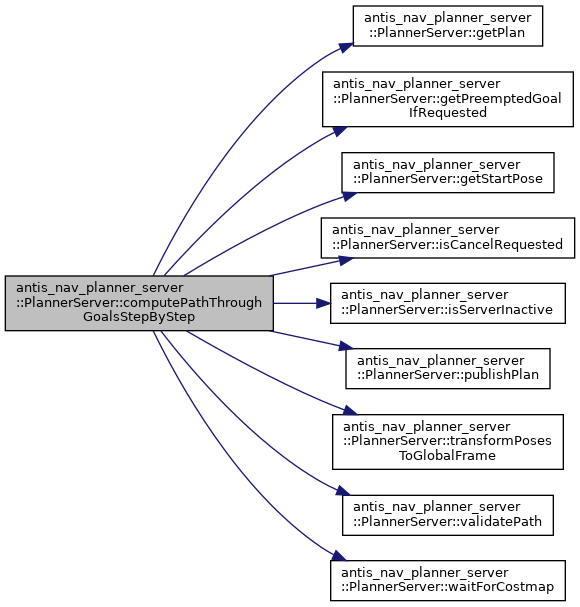 antis_nav_planner_server
::PlannerServer::getPlan
antis_nav_planner_server
::PlannerServer::getPreemptedGoal
IfRequested
antis_nav_planner_server
::PlannerServer::getStartPose
antis_nav_planner_server
::PlannerServer::isCancelRequested
antis_nav_planner_server
::PlannerServer::computePathThrough
GoalsStepByStep
antis_nav_planner_server
::PlannerServer::isServerInactive
antis_nav_planner_server
::PlannerServer::publishPlan
antis_nav_planner_server
::PlannerServer::transformPoses
ToGlobalFrame
antis_nav_planner_server
::PlannerServer::validatePath
antis_nav_planner_server
::PlannerServer::waitForCostmap